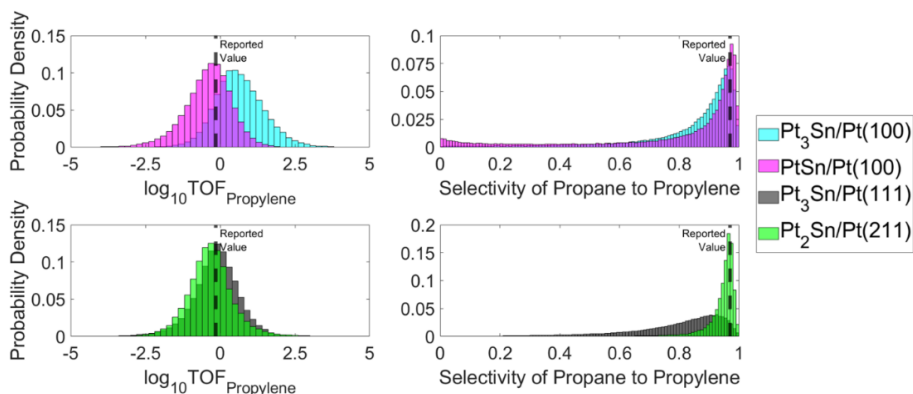 Probability Density
0.15
0.1
0.05
0
-5
-2.5
0
2.5
5
Reported
Value
log10TOFPropylene
0.1
0.075
0.05
0.025
0
0
0.2
0.4
0.6
0.8
1
Reported
Value
Selectivity of Propane to Propylene
Probability Density
0.15
0.1
0.05
0
-5
-2.5
0
2.5
5
Reported
Value
log10TOFPropylene
0.2
0.15
0.1
0.05
0
0
0.2
0.4
0.6
0.8
1
Reported
Value
Selectivity of Propane to Propylene
Pt3Sn/Pt(100)
PtSn/Pt(100)
Pt3Sn/Pt(111)
Pt2Sn/Pt(211)